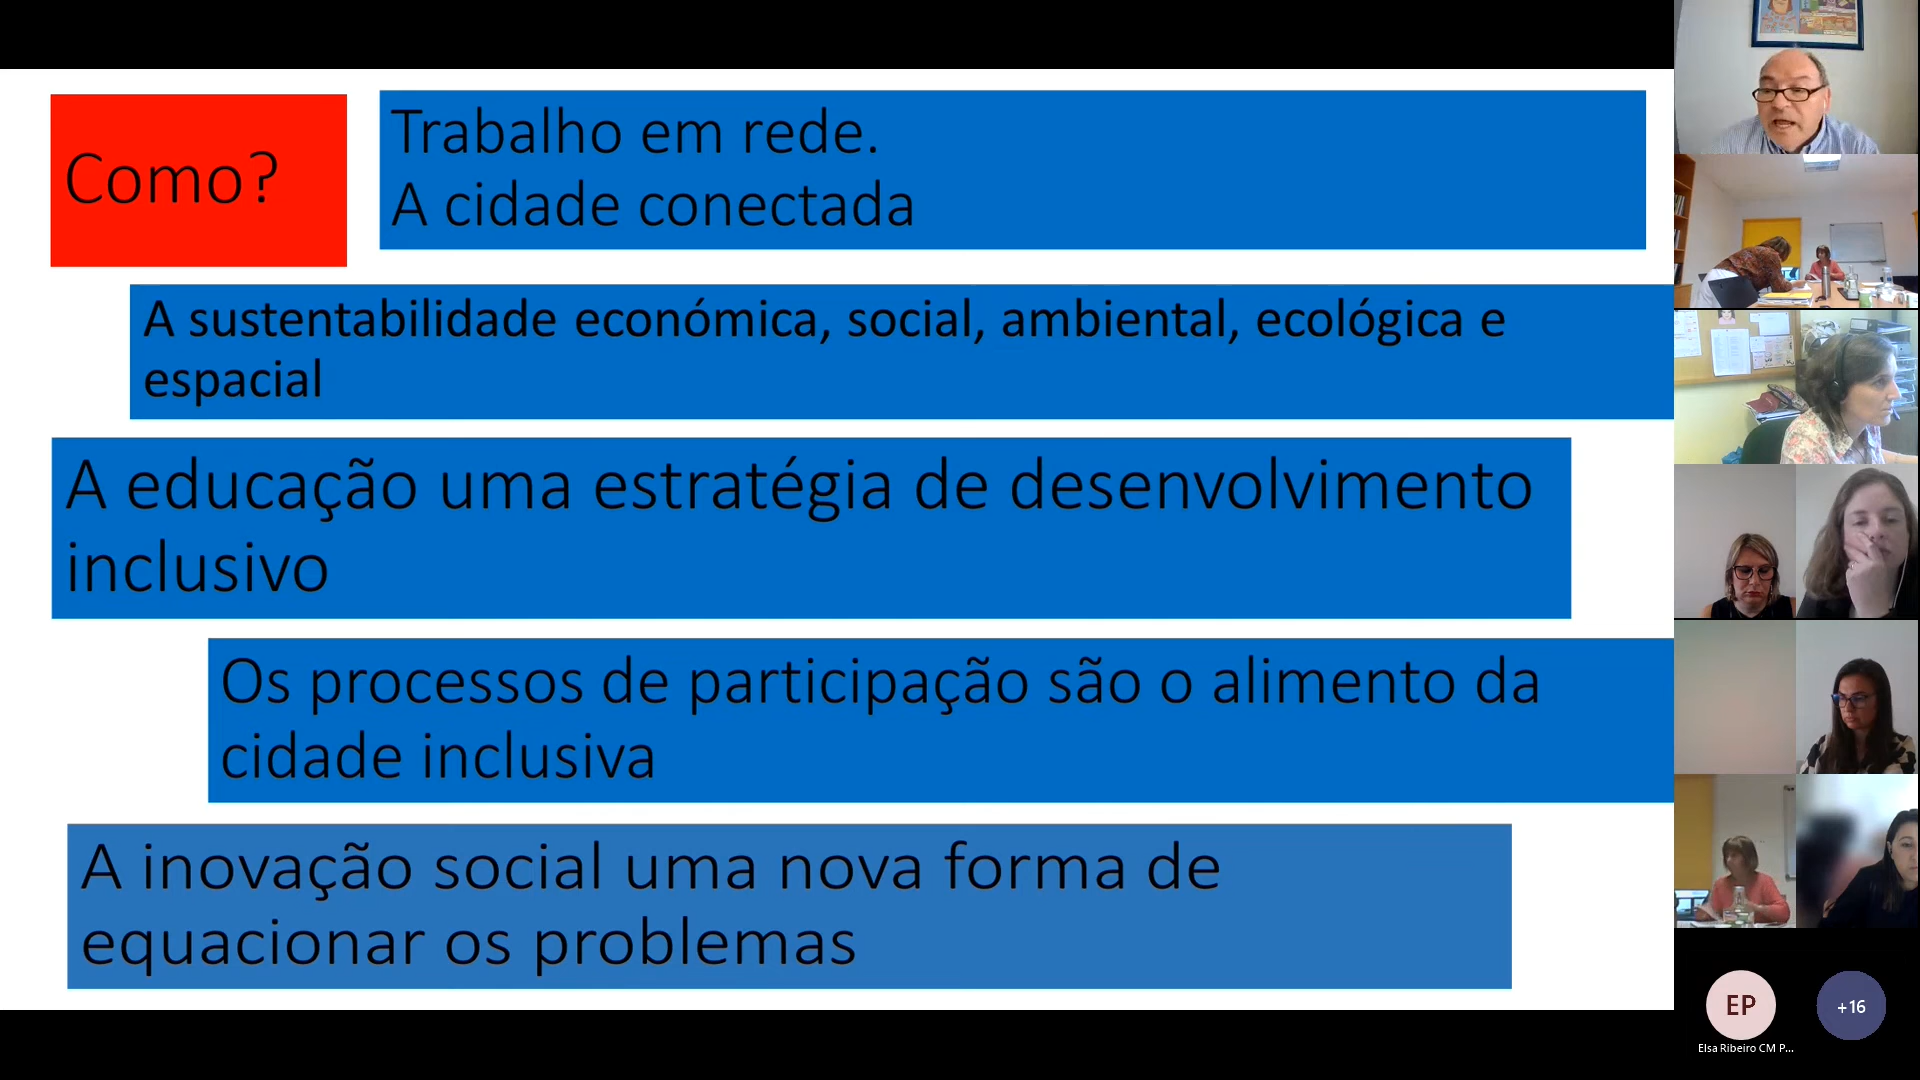 Como?
Trabalho em rede.
A cidade conectada
A sustentabilidade económica, social, ambiental, ecológica e
espacial
A educação uma estratégia de desenvolvimento
inclusivo
Os processos de participação são o alimento da
cidade inclusiva
A inovação social uma nova forma de
equacionar os problemas
EP
+16
Elsa Ribeiro CM P...